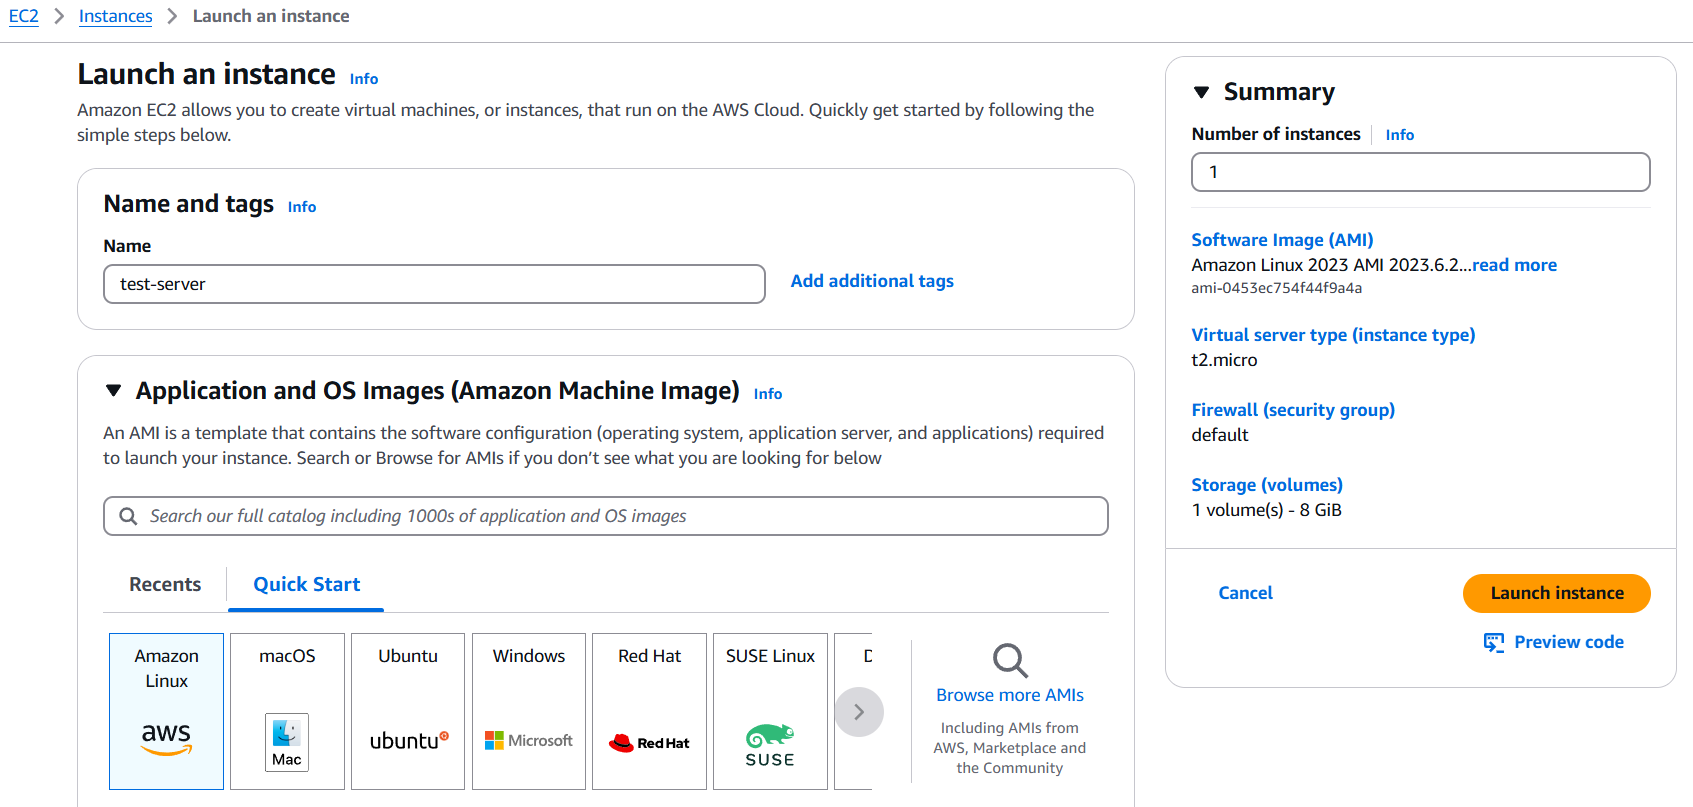 EC2 > Instances > Launch an instance
Launch an instance Info
Amazon EC2 allows you to create virtual machines, or instances, that run on the AWS Cloud. Quickly get started by following the
simple steps below.
Name and tags Info
Name
test-server
Add additional tags
Application and OS Images (Amazon Machine Image) Info
An AMI is a template that contains the software configuration (operating system, application server, and applications) required
to launch your instance. Search or Browse for AMIs if you don’t see what you are looking for below
Search our full catalog including 1000s of application and OS images
Recents
Quick Start
Amazon
Linux
aws
macOS
Mac
Ubuntu
ubuntu
Windows
Microsoft
Red Hat
Red Hat
SUSE Linux
SUSE
Browse more AMIs
Including AMIs from
AWS, Marketplace and
the Community
Summary
Number of instances Info
1
Software Image (AMI)
Amazon Linux 2023 AMI 2023.6.2...read more
ami-0453ec754f44f9a4a
Virtual server type (instance type)
t2.micro
Firewall (security group)
default
Storage (volumes)
1 volume(s) - 8 GiB
Cancel
Launch instance
Preview code